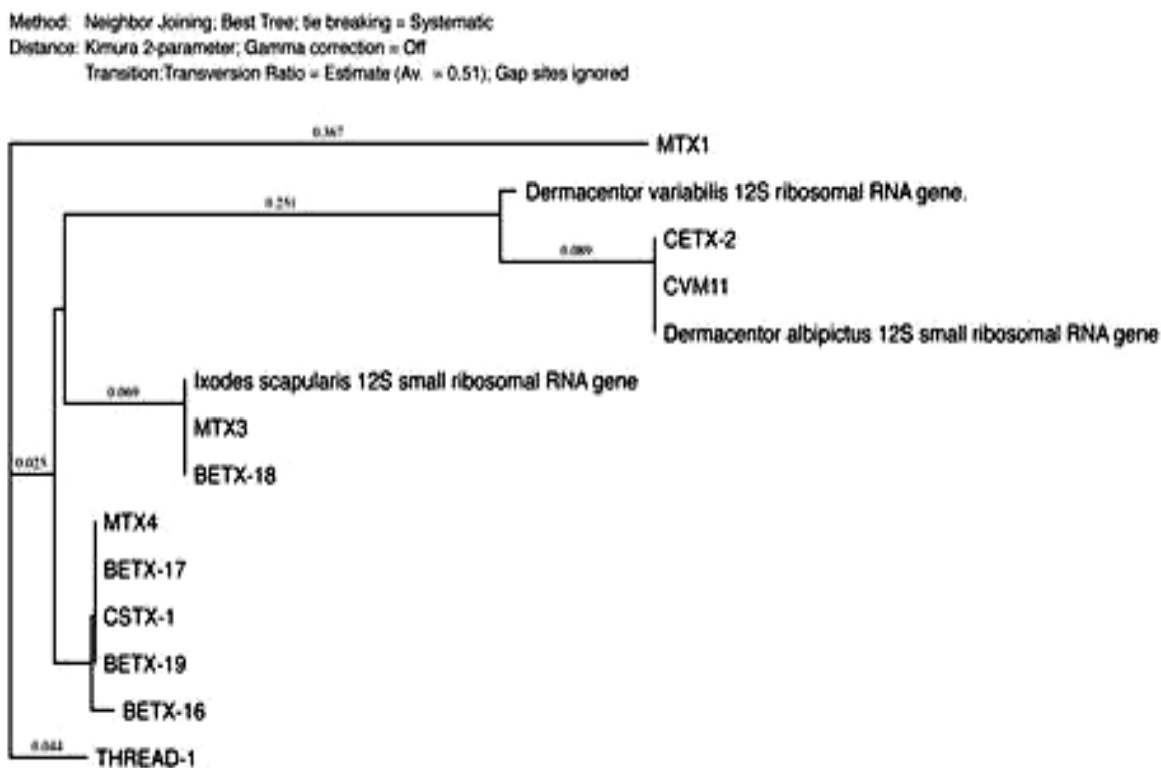 Method: Neighbor Joining; Best Tree; tie breaking = Systematic
Distance: Kimura 2-parameter; Gamma correction = Off
Transition:Transversion Ratio = Estimate (Av. = 0.51); Gap sites ignored
0.367
MTX1
Dermacentor variabilis 12S ribosomal RNA gene.
0.251
CETX-2
0.089
CVM11
Dermacentor albipictus 12S small ribosomal RNA gene
Ixodes scapularis 12S small ribosomal RNA gene
0.069
MTX3
0.025
BETX-18
MTX4
BETX-17
CSTX-1
BETX-19
BETX-16
0.044
THREAD-1